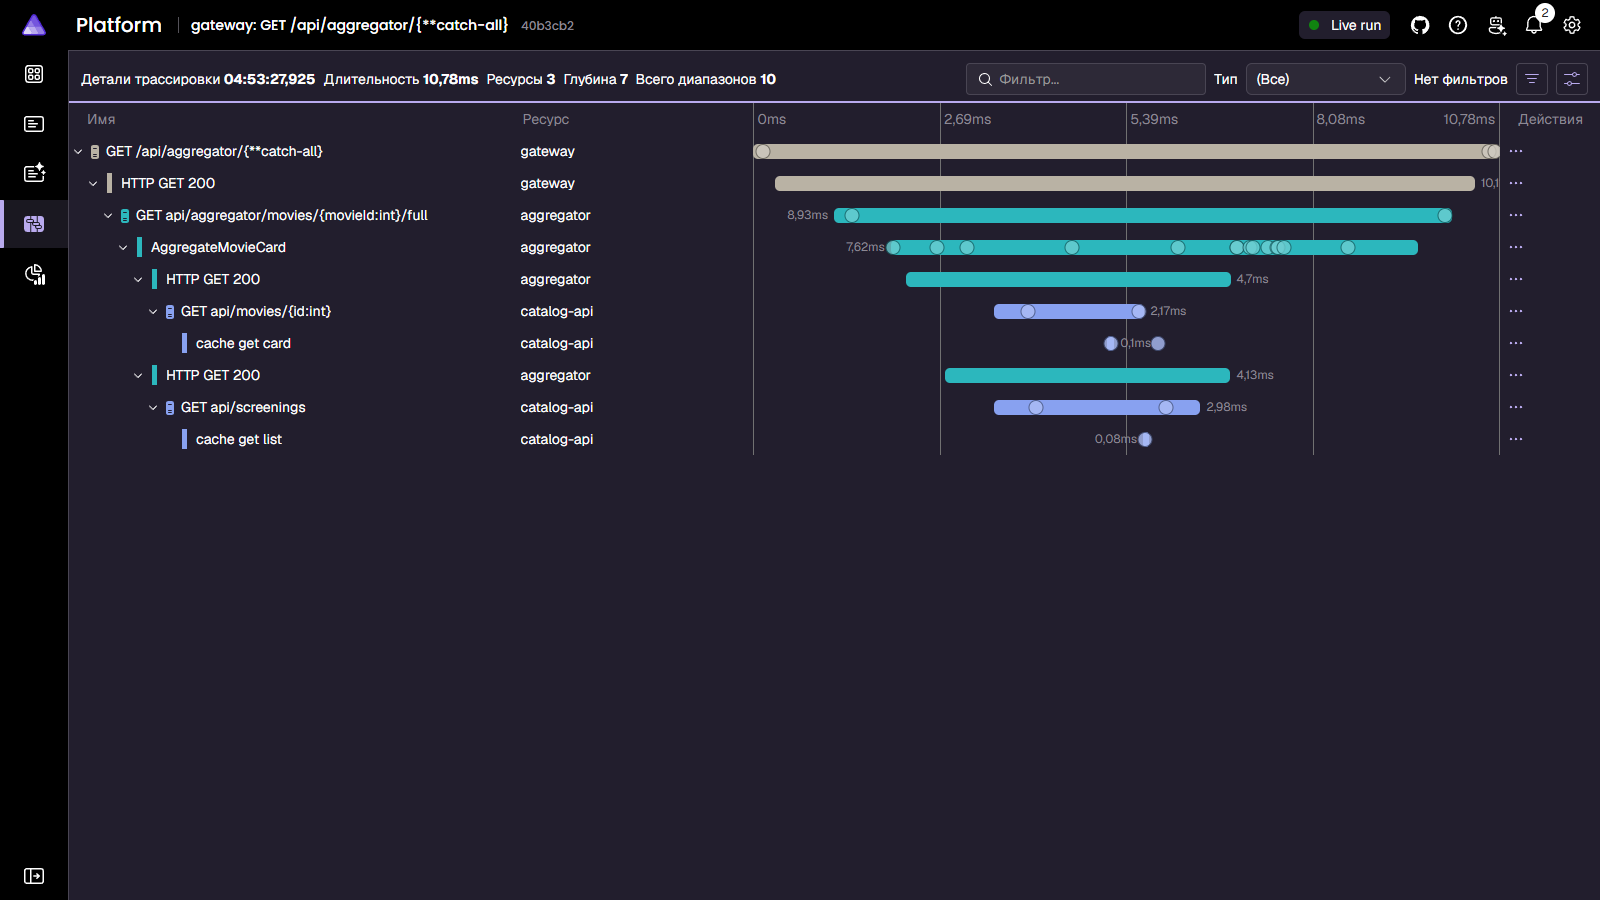 Platform gateway: GET /api/aggregator/{**catch-all} 40b3cb2 Live run 2
Детали трассировки 04:53:27,925 Длительность 10,78ms Ресурсы 3 Глубина 7 Всего диапазонов 10 Фильтр... Тип (Все) Нет фильтров
Имя Ресурс 0ms 2,69ms 5,39ms 8,08ms 10,78ms Действия
GET /api/aggregator/{**catch-all} gateway
HTTP GET 200 gateway 10,1
GET api/aggregator/movies/{movieId:int}/full aggregator 8,93ms
AggregateMovieCard aggregator 7,62ms
HTTP GET 200 aggregator 4,7ms
GET api/movies/{id:int} catalog-api 2,17ms
cache get card catalog-api 0,1ms
HTTP GET 200 aggregator 4,13ms
GET api/screenings catalog-api 2,98ms
cache get list catalog-api 0,08ms